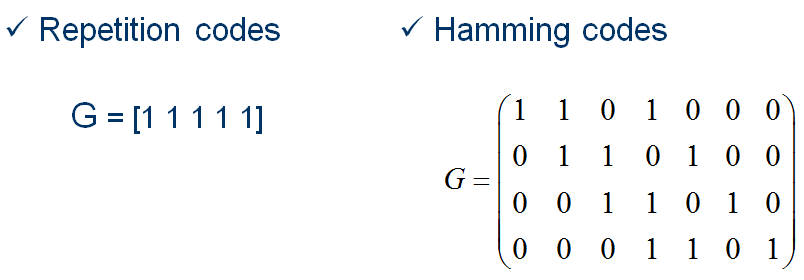 ✓ Repetition codes
✓ Hamming codes
G = [1 1 1 1 1]
G =
1 1 0 1 0 0 0
0 1 1 0 1 0 0
0 0 1 1 0 1 0
0 0 0 1 1 0 1